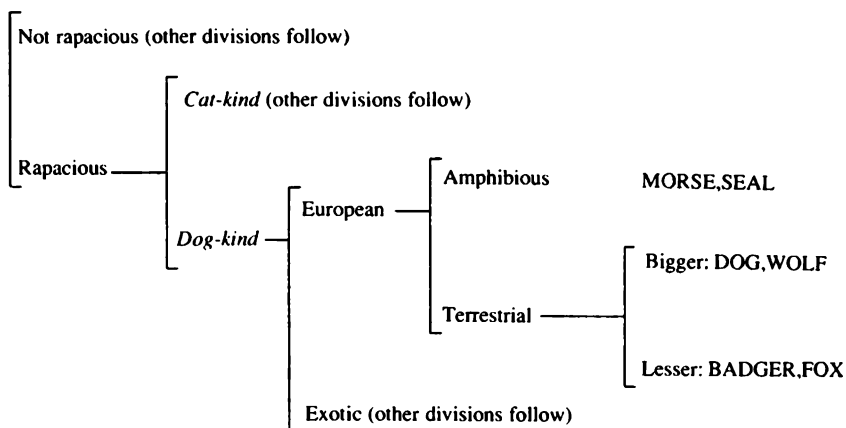 Not rapacious (other divisions follow)
Cat-kind (other divisions follow)
Rapacious
Amphibious MORSE,SEAL
European
Dog-kind
Bigger: DOG,WOLF
Terrestrial
Lesser: BADGER,FOX
Exotic (other divisions follow)